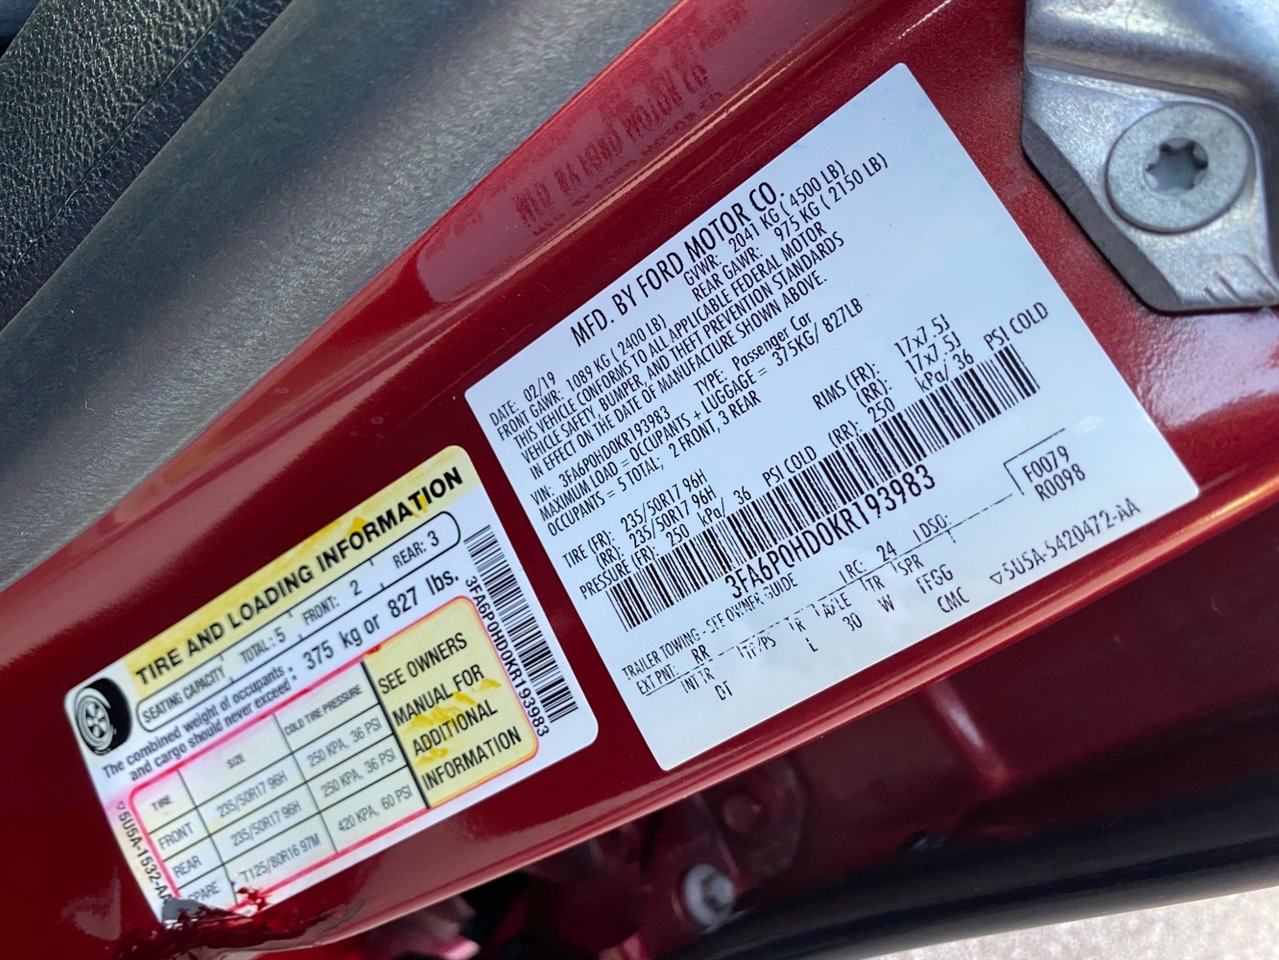 MFD. BY FORD MOTOR CO.
DATE: 02/19 GVWR: 2041 KG ( 4500 LB)
FRONT GAWR: 1089 KG ( 2400 LB) REAR GAWR: 975 KG ( 2150 LB)
THIS VEHICLE CONFORMS TO ALL APPLICABLE FEDERAL MOTOR
VEHICLE SAFETY, BUMPER, AND THEFT PREVENTION STANDARDS
IN EFFECT ON THE DATE OF MANUFACTURE SHOWN ABOVE.
VIN: 3FA6P0HD0KR193983 TYPE: Passenger Car
MAXIMUM LOAD = OCCUPANTS + LUGGAGE = 375KG/ 827LB
OCCUPANTS = 5 TOTAL; 2 FRONT, 3 REAR
TIRE (FR): 235/50R17 96H RIMS (FR): 17x7.5J
(RR): 235/50R17 96H (RR): 17x7.5J
PRESSURE (FR): 250 kPa/ 36 PSI COLD (RR): 250 kPa/ 36 PSI COLD
3FA6P0HD0KR193983
TRAILER TOWING - SEE OWNER GUIDE
F0079
R0098
EXT PNT: RR RC: 24 DSO:
INT TR TP/PS R AXLE TR SPR
DT L 30 W FFGG
CMC
▽5U5A-5420472-AA
TIRE AND LOADING INFORMATION
SEATING CAPACITY TOTAL: 5 FRONT: 2 REAR: 3
The combined weight of occupants
and cargo should never exceed : 375 kg or 827 lbs.
TIRE SIZE COLD TIRE PRESSURE
FRONT 235/50R17 96H 250 KPA, 36 PSI
REAR 235/50R17 96H 250 KPA, 36 PSI
SPARE T125/80R16 97M 420 KPA, 60 PSI
SEE OWNERS
MANUAL FOR
ADDITIONAL
INFORMATION
3FA6P0HD0KR193983
▽5U5A-1532-AA